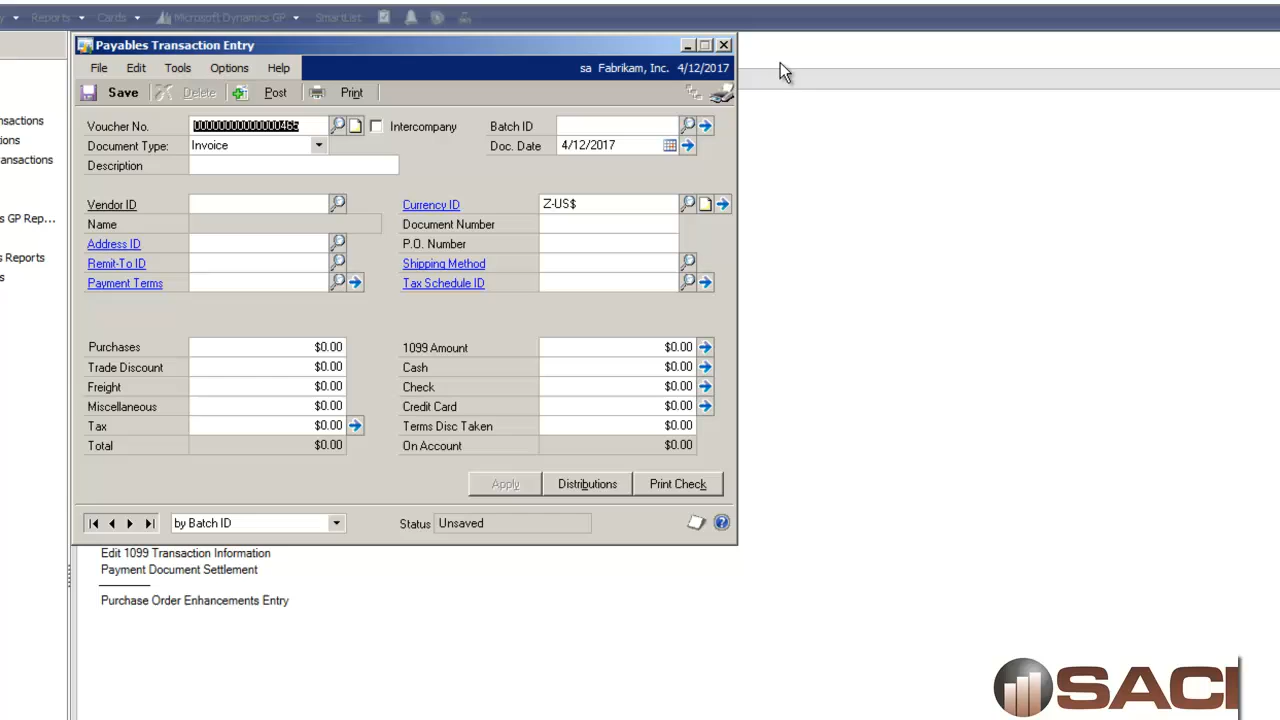 Reports Cards Microsoft Dynamics GP SmartList
Payables Transaction Entry
File Edit Tools Options Help sa Fabrikam, Inc. 4/12/2017
Save Delete Post Print
Voucher No. Intercompany Batch ID
Document Type: Invoice Doc. Date 4/12/2017
Description
Vendor ID Currency ID Z-US$
Name Document Number
Address ID P.O. Number
Remit-To ID Shipping Method
Payment Terms Tax Schedule ID
Purchases $0.00 1099 Amount $0.00
Trade Discount $0.00 Cash $0.00
Freight $0.00 Check $0.00
Miscellaneous $0.00 Credit Card $0.00
Tax $0.00 Terms Disc Taken $0.00
Total $0.00 On Account $0.00
Apply Distributions Print Check
by Batch ID Status Unsaved
Edit 1099 Transaction Information
Payment Document Settlement
Purchase Order Enhancements Entry
nsactions
ions
ansactions
s GP Rep...
s Reports
s
SACI